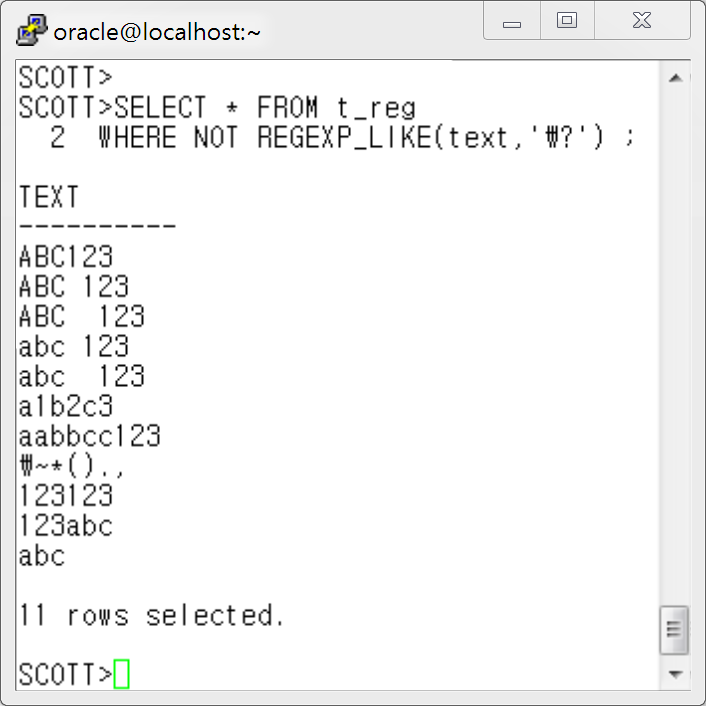 oracle@localhost:~
SCOTT>
SCOTT>SELECT * FROM t_reg
  2  WHERE NOT REGEXP_LIKE(text,'₩?') ;
TEXT
----------
ABC123
ABC 123
ABC  123
abc 123
abc  123
a1b2c3
aabbcc123
₩~*().,
123123
123abc
abc
11 rows selected.
SCOTT>